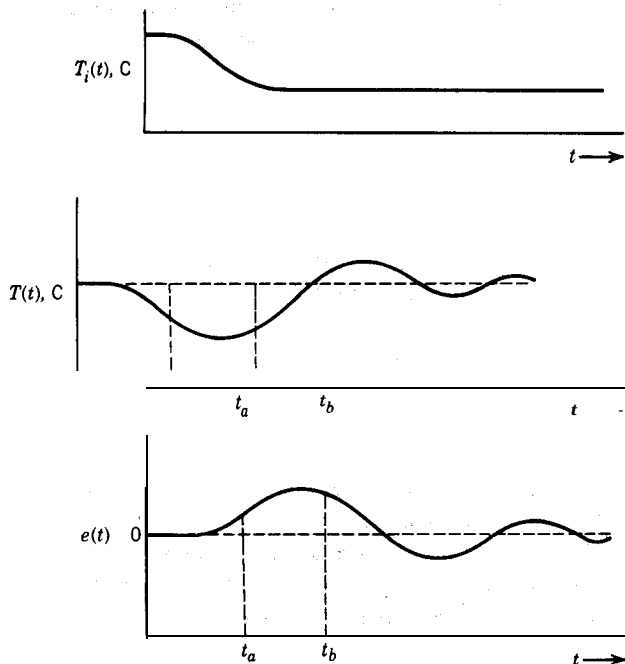 T_i(t), C
t
T(t), C
t_a t_b t
e(t) 0
t_a t_b t